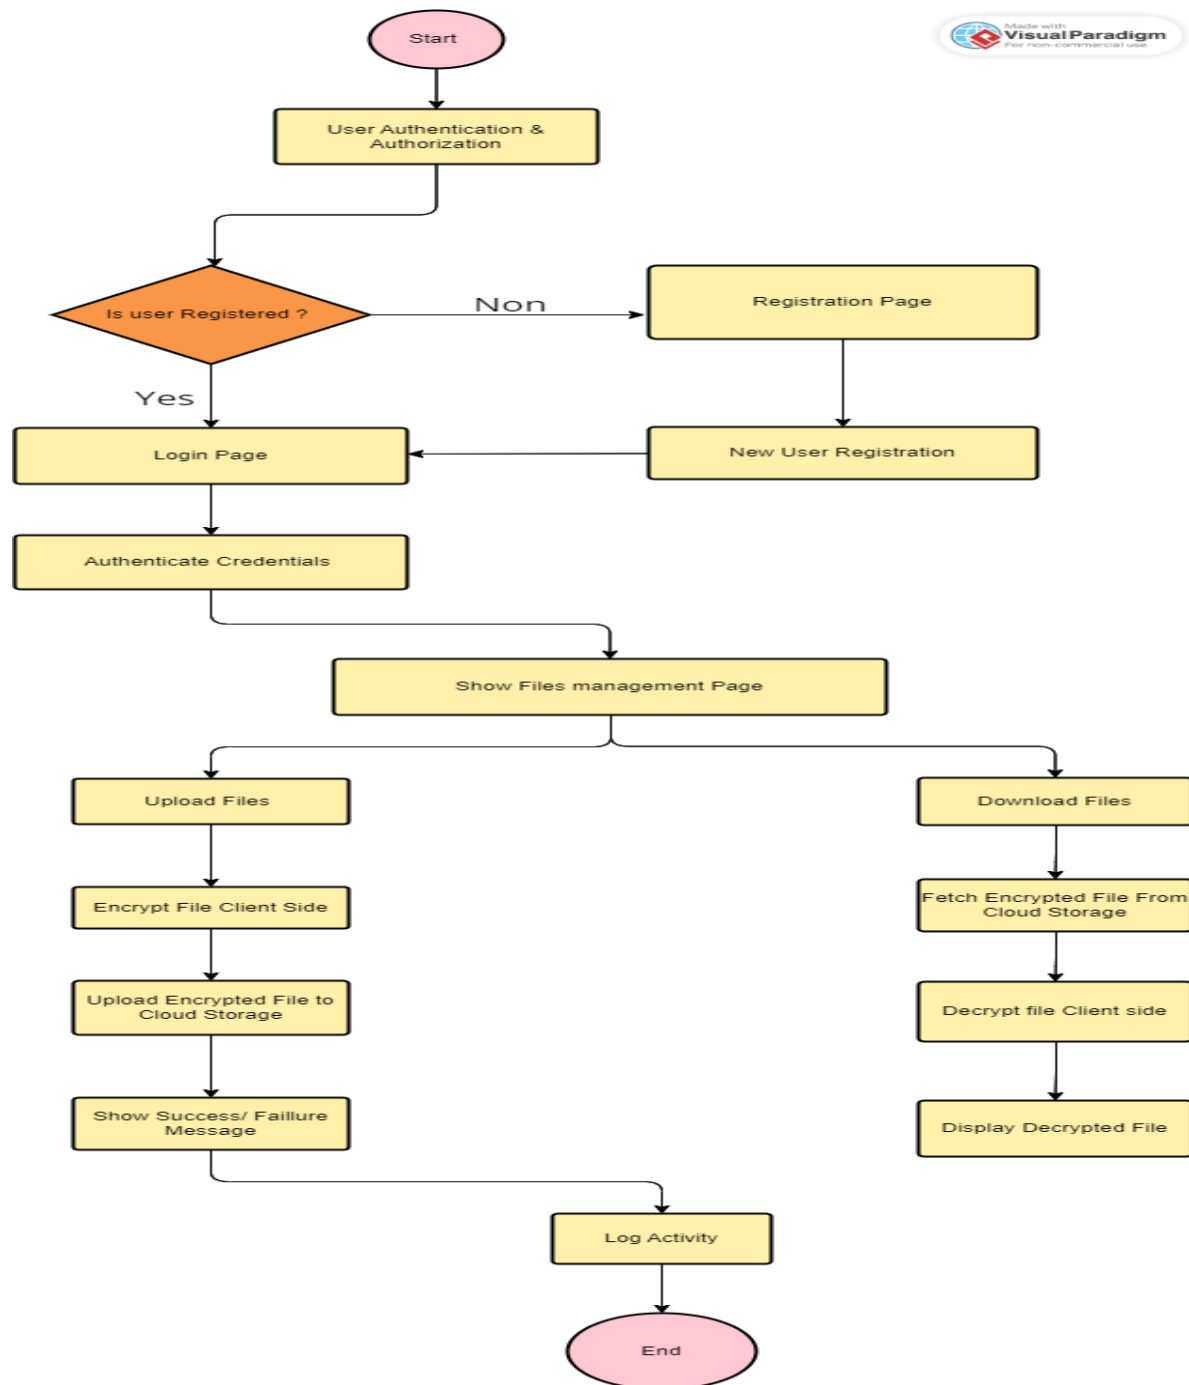 Start
Made with
Visual Paradigm
For non-commercial use
User Authentication &
Authorization
Is user Registered ?
Non
Registration Page
Yes
Login Page
New User Registration
Authenticate Credentials
Show Files management Page
Upload Files
Download Files
Encrypt File Client Side
Fetch Encrypted File From
Cloud Storage
Upload Encrypted File to
Cloud Storage
Decrypt file Client side
Show Success/ Faillure
Message
Display Decrypted File
Log Activity
End